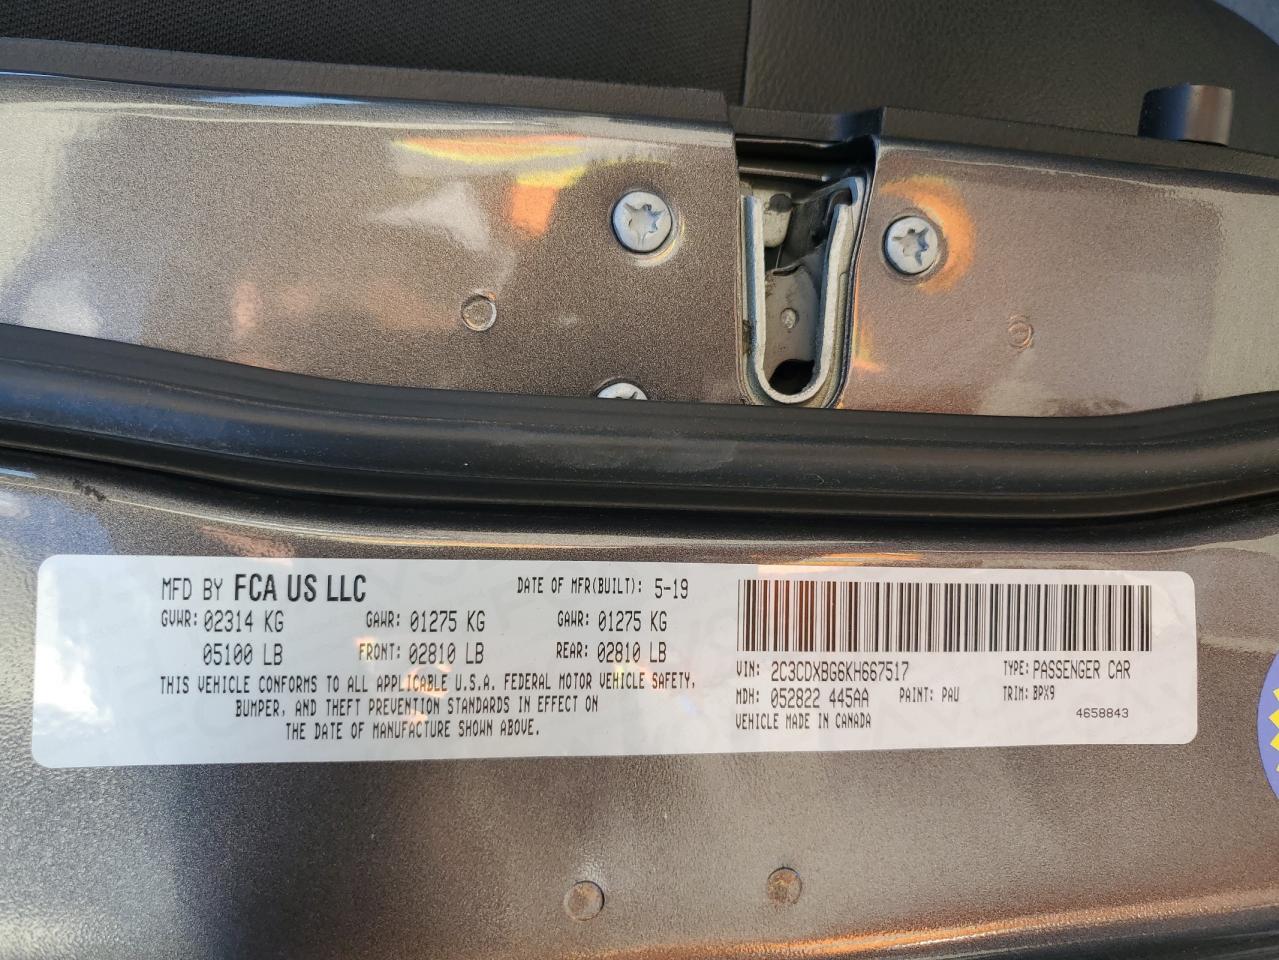 MFD BY FCA US LLC DATE OF MFR(BUILT): 5-19
GVWR: 02314 KG GAWR: 01275 KG GAWR: 01275 KG
05100 LB FRONT: 02810 LB REAR: 02810 LB
THIS VEHICLE CONFORMS TO ALL APPLICABLE U.S.A. FEDERAL MOTOR VEHICLE SAFETY,
BUMPER, AND THEFT PREVENTION STANDARDS IN EFFECT ON
THE DATE OF MANUFACTURE SHOWN ABOVE.
VIN: 2C3CDXBG6KH667517 TYPE: PASSENGER CAR
MDH: 052822 445AA PAINT: PAU TRIM: BPX9
VEHICLE MADE IN CANADA 4658843